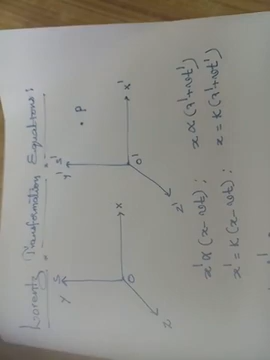 Lorentz Transformation Equations:
S
Y
X
O
Z
S'
Y'
. P
X'
O'
Z'
x' ∝ (x-vt) ;
x ∝ (x'+vt')
x' = k(x-vt) ;
x = k(x'+vt')